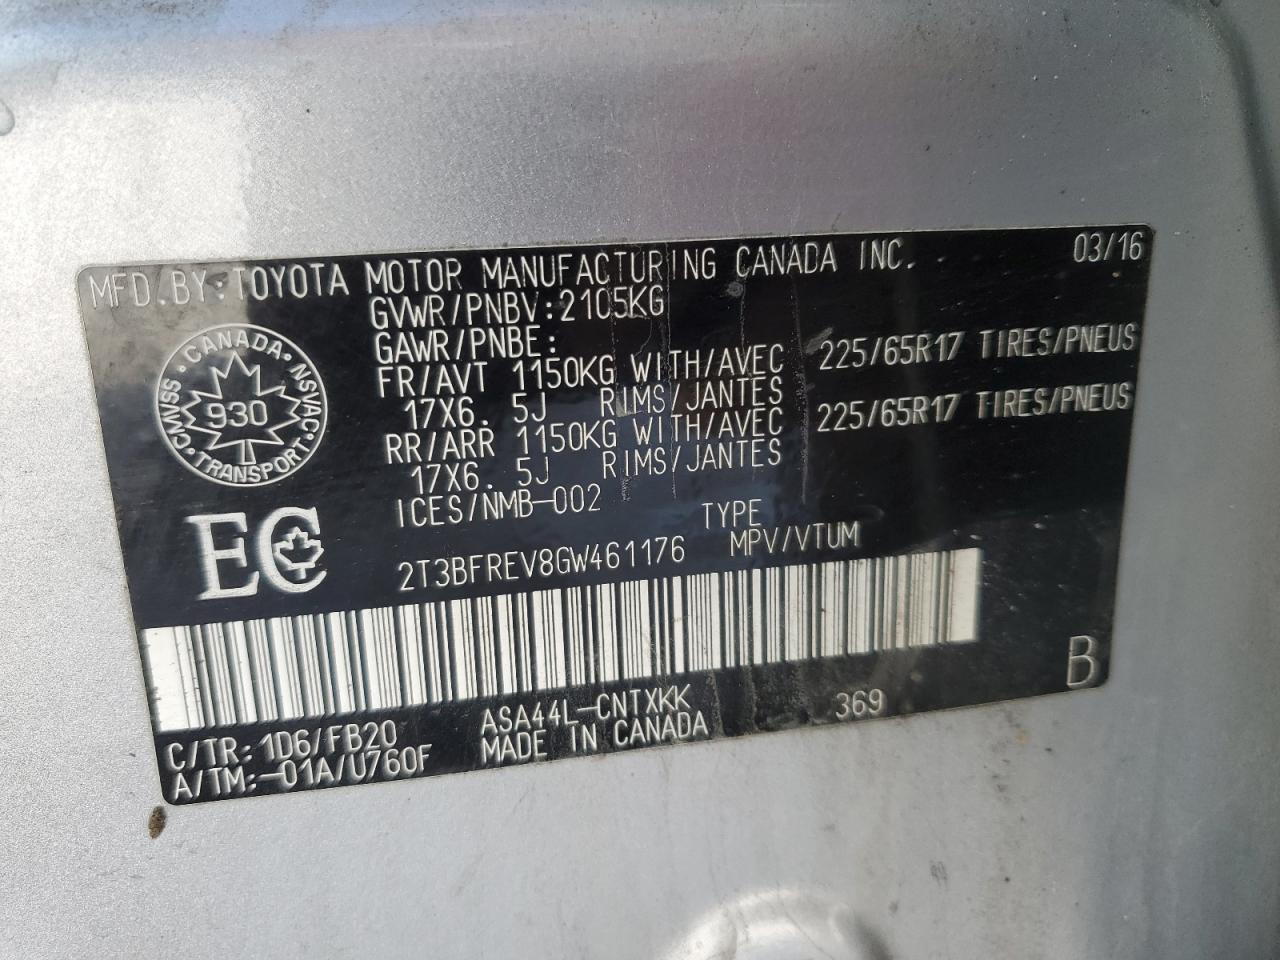 MFD.BY:TOYOTA MOTOR MANUFACTURING CANADA INC. 03/16
GVWR/PNBV:2105KG
GAWR/PNBE:
FR/AVT 1150KG WITH/AVEC 225/65R17 TIRES/PNEUS
17X6. 5J RIMS/JANTES
RR/ARR 1150KG WITH/AVEC 225/65R17 TIRES/PNEUS
17X6. 5J RIMS/JANTES
ICES/NMB-002
CANADA
CMVSS
NSVAC
930
TRANSPORT
EC
TYPE
2T3BFREV8GW461176 MPV/VTUM
B
C/TR: 1D6/FB20 ASA44L-CNTXKK 369
A/TM:-01A/U760F MADE IN CANADA